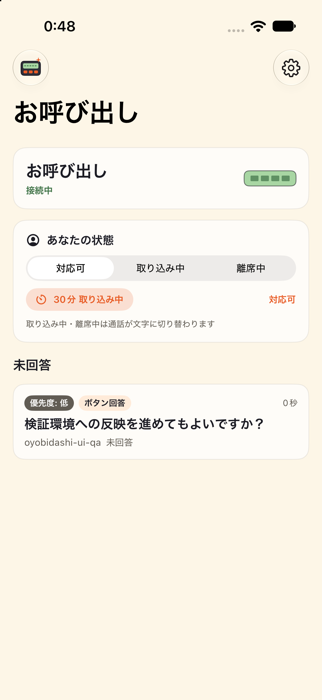 0:48
お呼び出し
お呼び出し
接続中
あなたの状態
対応可 取り込み中 離席中
30分 取り込み中 対応可
取り込み中・離席中は通話が文字に切り替わります
未回答
優先度: 低 ボタン回答 0秒
検証環境への反映を進めてもよいですか？
oyobidashi-ui-qa 未回答